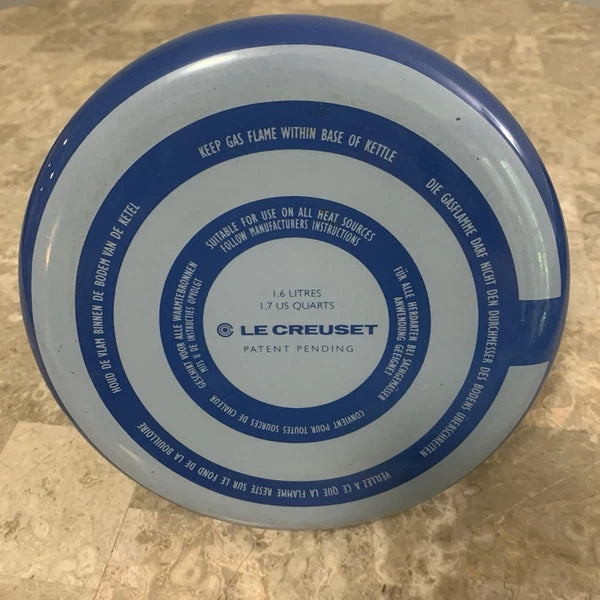 KEEP GAS FLAME WITHIN BASE OF KETTLE
DIE GASFLAMME DARF NICHT DEN DURCHMESSER DES BODENS ÜBERSCHREITEN
VEILLEZ A CE QUE LA FLAMME RESTE SUR LE FOND DE LA BOUILLOIRE
HOUD DE VLAM BINNEN DE BODEM VAN DE KETEL
SUITABLE FOR USE ON ALL HEAT SOURCES
FOLLOW MANUFACTURERS INSTRUCTIONS
FÜR ALLE HERDARTEN BEI SACHGEMÄSSER
ANWENDUNG GEEIGNET
CONVIENT POUR TOUTES SOURCES DE CHALEUR
GESCHIKT VOOR ALLE WARMTEBRONNEN
MITS U DE INSTRUCTIES OPVOLGT
1.6 LITRES
1.7 US QUARTS
LE CREUSET
PATENT PENDING